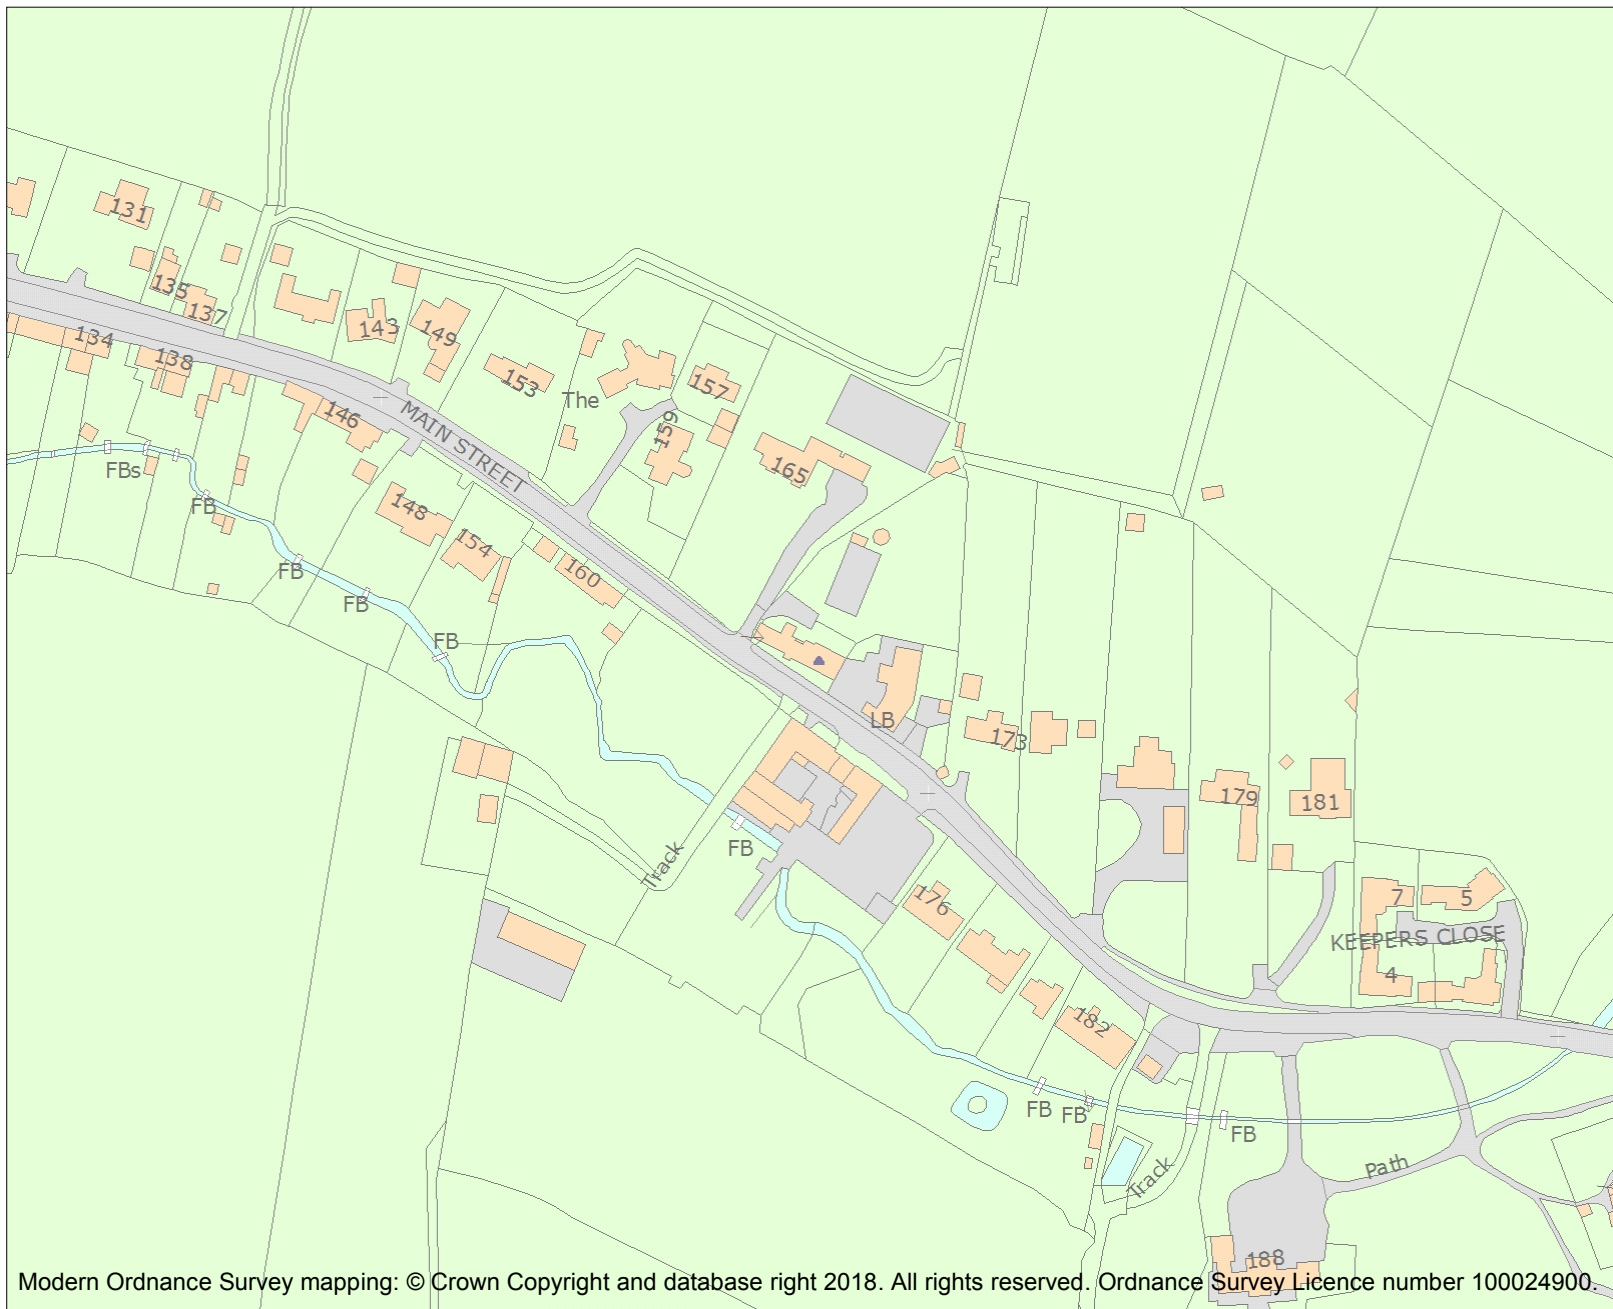 131
135
137
134
138
143
149
146
153
The
157
159
MAIN STREET
165
FBs
FB
148
154
160
FB
FB
FB
LB
173
179
181
FB
Track
176
7
5
KEEPERS CLOSE
4
182
FB
FB
FB
Path
Track
188
Modern Ordnance Survey mapping: © Crown Copyright and database right 2018. All rights reserved. Ordnance Survey Licence number 100024900.